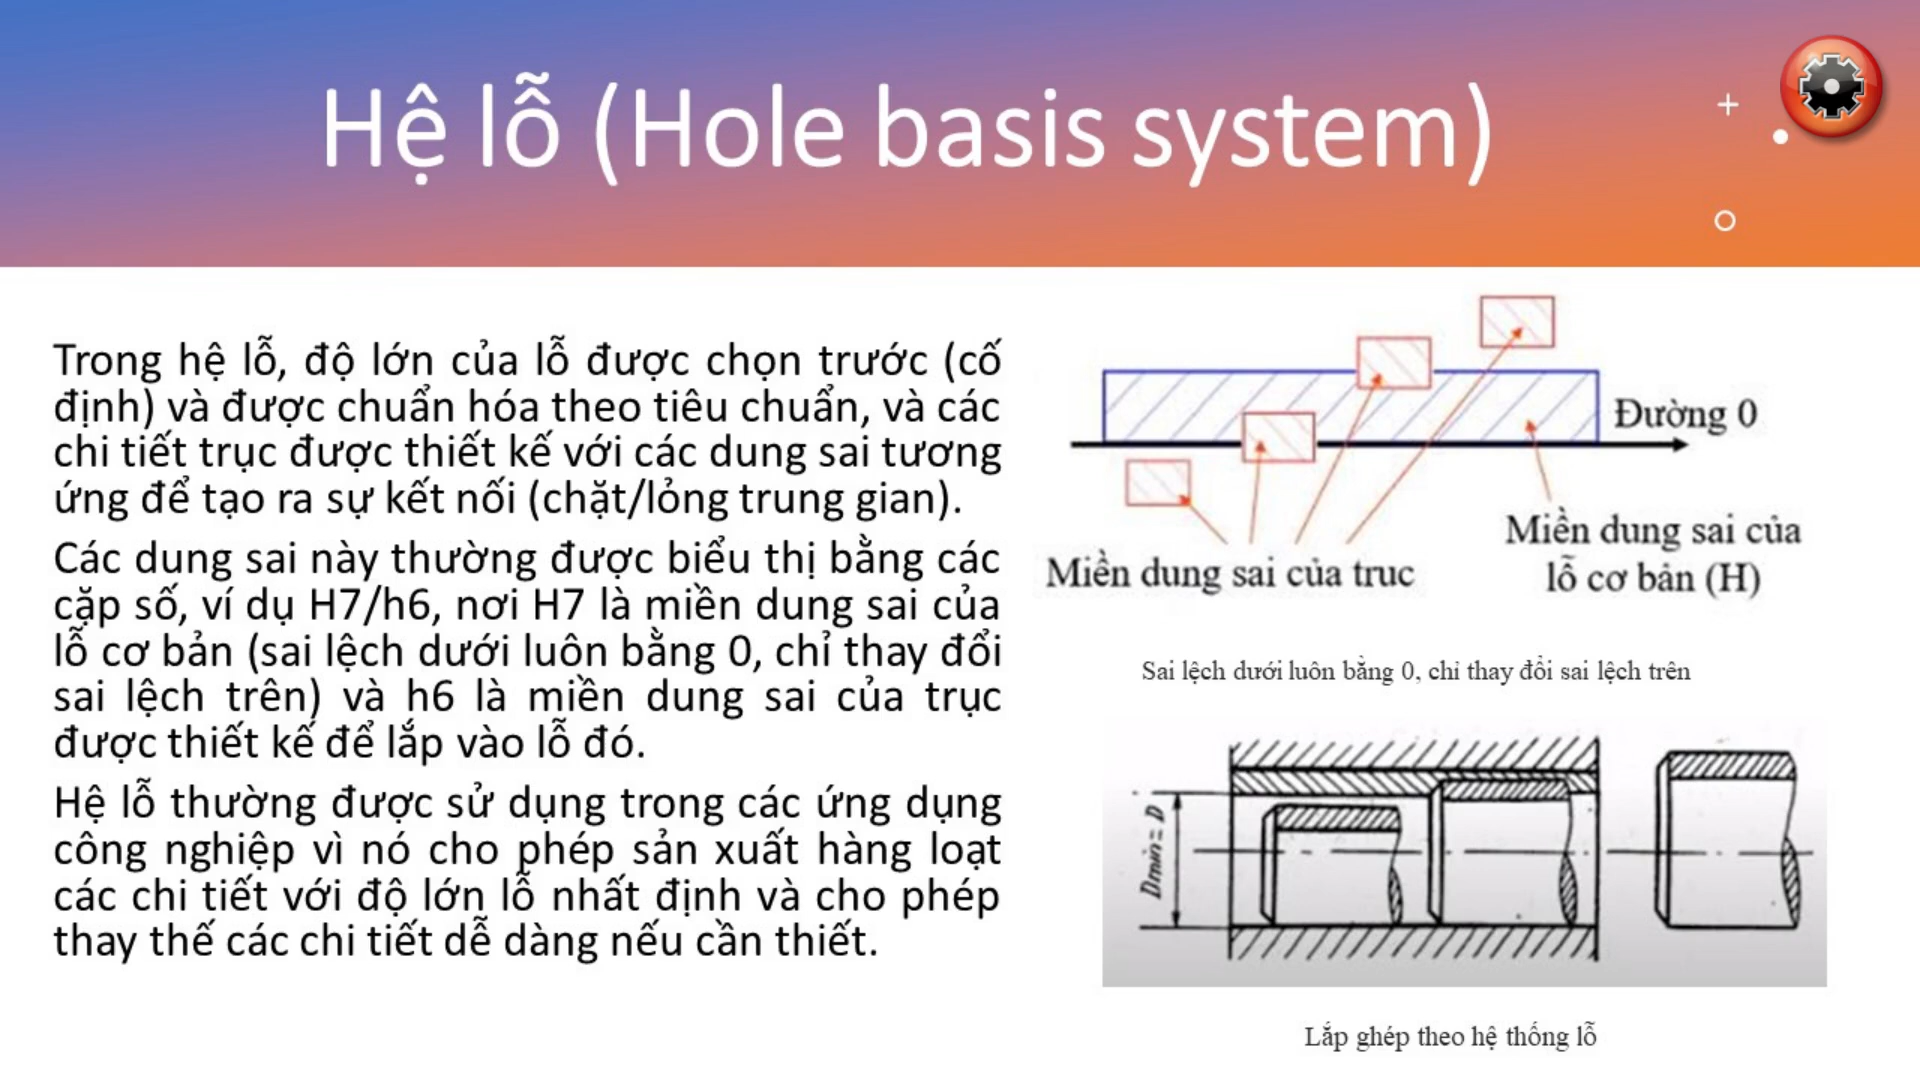 Hệ lỗ (Hole basis system)
Trong hệ lỗ, độ lớn của lỗ được chọn trước (cố
định) và được chuẩn hóa theo tiêu chuẩn, và các
chi tiết trục được thiết kế với các dung sai tương
ứng để tạo ra sự kết nối (chặt/lỏng trung gian).
Các dung sai này thường được biểu thị bằng các
cặp số, ví dụ H7/h6, nơi H7 là miền dung sai của
lỗ cơ bản (sai lệch dưới luôn bằng 0, chỉ thay đổi
sai lệch trên) và h6 là miền dung sai của trục
được thiết kế để lắp vào lỗ đó.
Hệ lỗ thường được sử dụng trong các ứng dụng
công nghiệp vì nó cho phép sản xuất hàng loạt
các chi tiết với độ lớn lỗ nhất định và cho phép
thay thế các chi tiết dễ dàng nếu cần thiết.
Đường 0
Miền dung sai của truc
Miền dung sai của
lỗ cơ bản (H)
Sai lệch dưới luôn bằng 0, chỉ thay đổi sai lệch trên
Dmin = D
Lắp ghép theo hệ thống lỗ